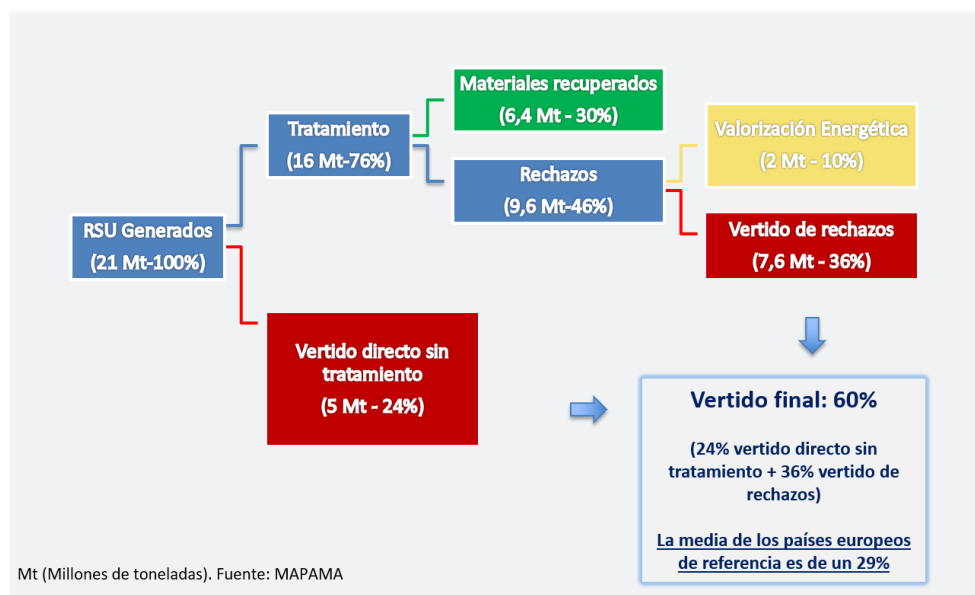 Materiales recuperados
(6,4 Mt - 30%)
Tratamiento
(16 Mt-76%)
Valorización Energética
(2 Mt - 10%)
Rechazos
(9,6 Mt-46%)
RSU Generados
(21 Mt-100%)
Vertido de rechazos
(7,6 Mt - 36%)
Vertido directo sin
tratamiento
(5 Mt - 24%)
Vertido final: 60%
(24% vertido directo sin
tratamiento + 36% vertido de
rechazos)
La media de los países europeos
de referencia es de un 29%
Mt (Millones de toneladas). Fuente: MAPAMA